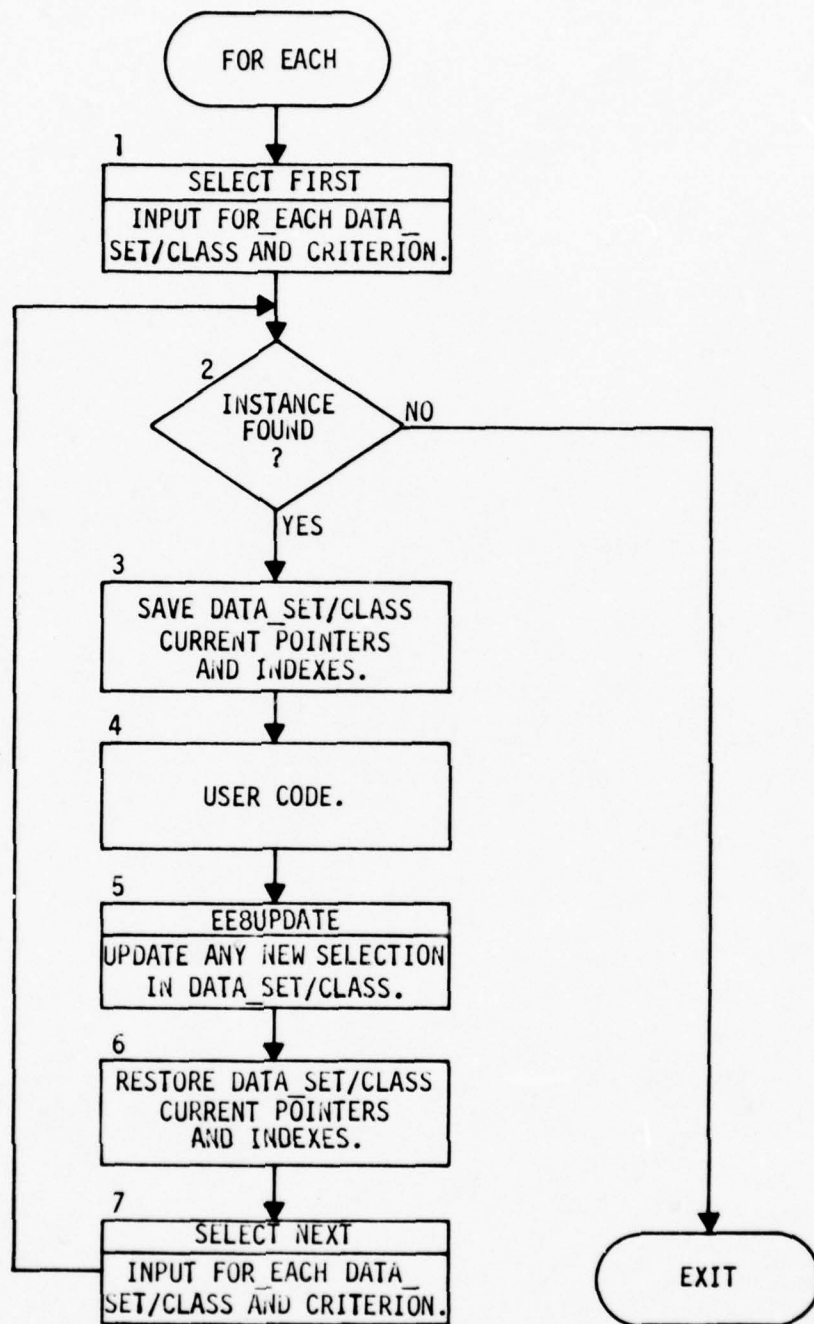 FOR EACH
1
SELECT FIRST
INPUT FOR_EACH DATA_
SET/CLASS AND CRITERION.
2
INSTANCE
FOUND
?
NO
YES
3
SAVE DATA_SET/CLASS
CURRENT POINTERS
AND INDEXES.
4
USER CODE.
5
EE8UPDATE
UPDATE ANY NEW SELECTION
IN DATA_SET/CLASS.
6
RESTORE DATA_SET/CLASS
CURRENT POINTERS
AND INDEXES.
7
SELECT NEXT
INPUT FOR_EACH DATA_
SET/CLASS AND CRITERION.
EXIT